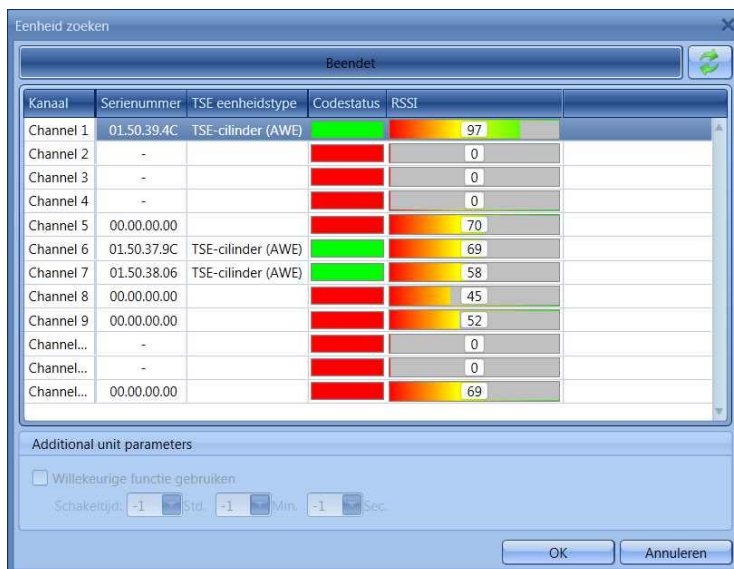 Eenheid zoeken
Beendet
Kanaal Serienummer TSE eenheidstype Codestatus RSSI
Channel 1 01.50.39.4C TSE-cilinder (AWE) 97
Channel 2 - 0
Channel 3 - 0
Channel 4 - 0
Channel 5 00.00.00.00 70
Channel 6 01.50.37.9C TSE-cilinder (AWE) 69
Channel 7 01.50.38.06 TSE-cilinder (AWE) 58
Channel 8 00.00.00.00 45
Channel 9 00.00.00.00 52
Channel... - 0
Channel... - 0
Channel... 00.00.00.00 69
Additional unit parameters
Willekeurige functie gebruiken
Schakeltijd: -1 Std. -1 Min. -1 Sec.
OK Annuleren